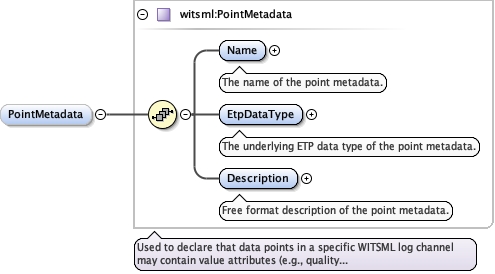 witsml:PointMetadata
Name
The name of the point metadata.
PointMetadata
EtpDataType
The underlying ETP data type of the point metadata.
Description
Free format description of the point metadata.
Used to declare that data points in a specific WITSML log channel
may contain value attributes (e.g., quality...